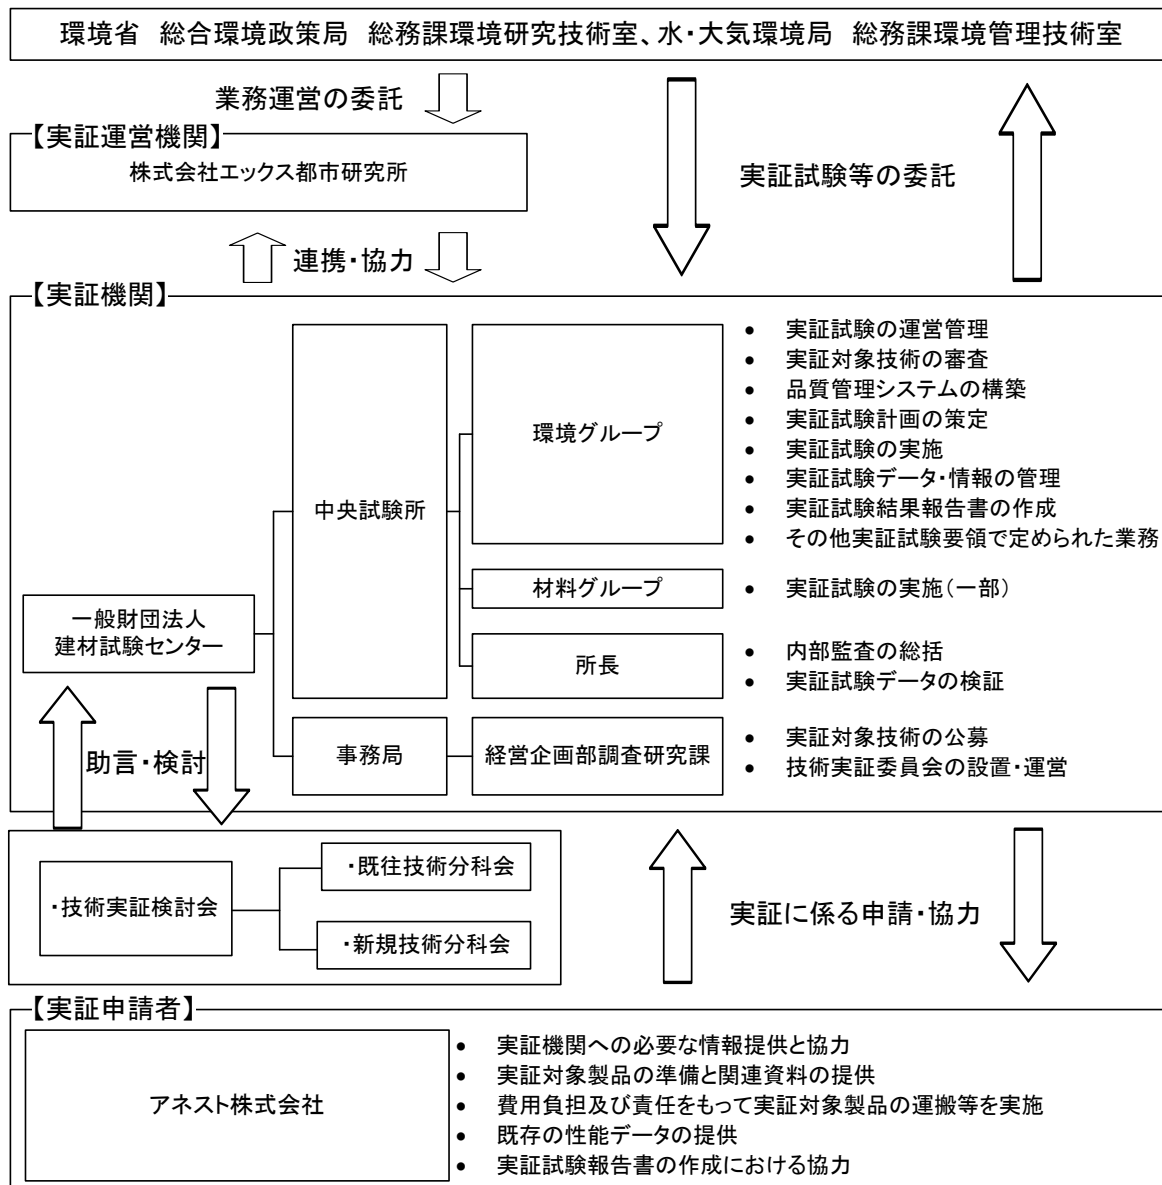 環境省　総合環境政策局　総務課環境研究技術室、水・大気環境局　総務課環境管理技術室
業務運営の委託
【実証運営機関】
株式会社エックス都市研究所
実証試験等の委託
連携・協力
【実証機関】
一般財団法人
建材試験センター
中央試験所
環境グループ
• 実証試験の運営管理
• 実証対象技術の審査
• 品質管理システムの構築
• 実証試験計画の策定
• 実証試験の実施
• 実証試験データ・情報の管理
• 実証試験結果報告書の作成
• その他実証試験要領で定められた業務
材料グループ
• 実証試験の実施（一部）
所長
• 内部監査の総括
• 実証試験データの検証
事務局
経営企画部調査研究課
• 実証対象技術の公募
• 技術実証委員会の設置・運営
助言・検討
・技術実証検討会
・既往技術分科会
・新規技術分科会
実証に係る申請・協力
【実証申請者】
アネスト株式会社
• 実証機関への必要な情報提供と協力
• 実証対象製品の準備と関連資料の提供
• 費用負担及び責任をもって実証対象製品の運搬等を実施
• 既存の性能データの提供
• 実証試験報告書の作成における協力